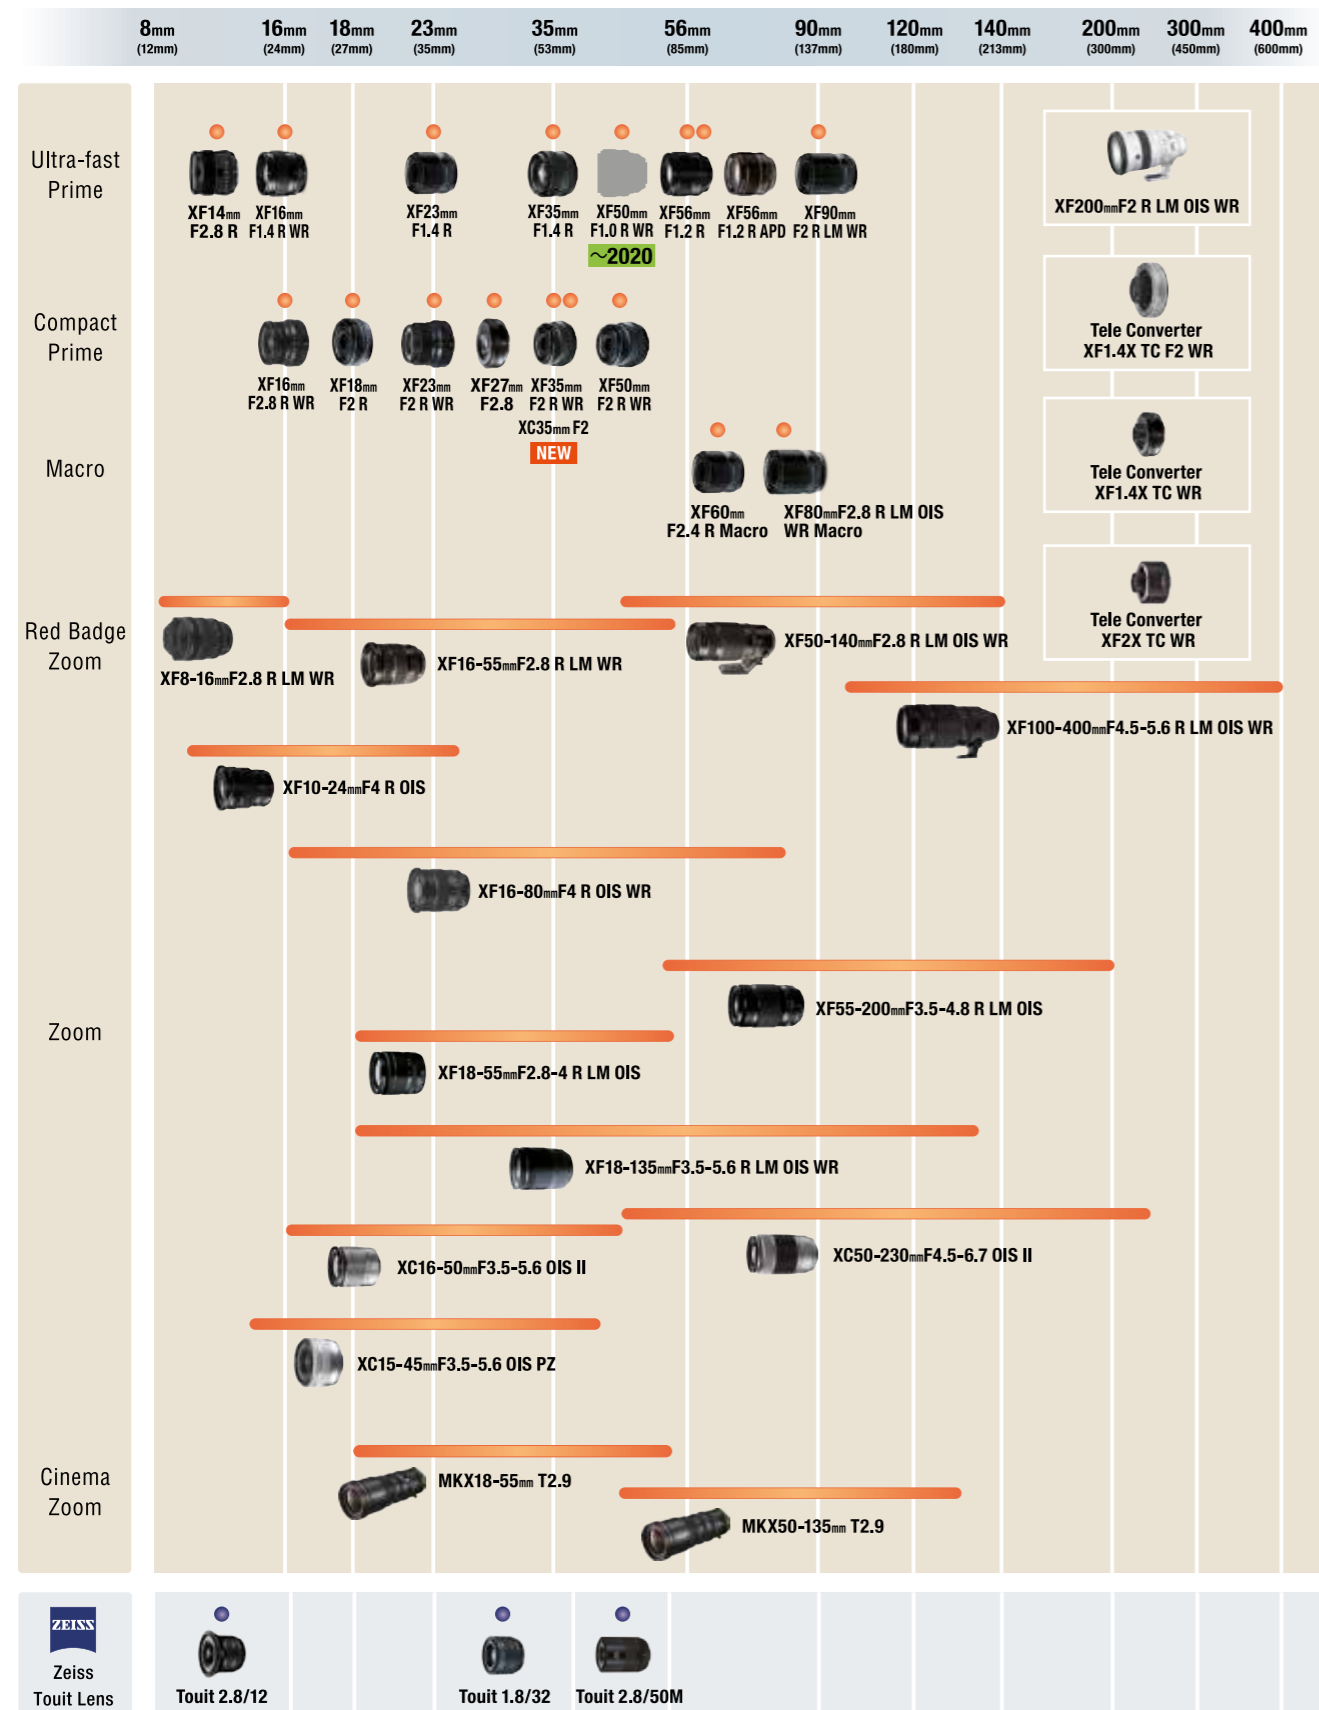 8mm 16mm 18mm 23mm 35mm 56mm 90mm 120mm 140mm 200mm 300mm 400mm
(12mm) (24mm) (27mm) (35mm) (53mm) (85mm) (137mm) (180mm) (213mm) (300mm) (450mm) (600mm)
Ultra-fast
Prime
XF14mm
F2.8 R
XF16mm
F1.4 R WR
XF23mm
F1.4 R
XF35mm
F1.4 R
XF50mm
F1.0 R WR
~2020
XF56mm
F1.2 R
XF56mm
F1.2 R APD
XF90mm
F2 R LM WR
XF200mmF2 R LM OIS WR
Tele Converter
XF1.4X TC F2 WR
Compact
Prime
XF16mm
F2.8 R WR
XF18mm
F2 R
XF23mm
F2 R WR
XF27mm
F2.8
XF35mm
F2 R WR
XC35mm F2
NEW
XF50mm
F2 R WR
Tele Converter
XF1.4X TC WR
Macro
XF60mm
F2.4 R Macro
XF80mmF2.8 R LM OIS
WR Macro
Tele Converter
XF2X TC WR
Red Badge
Zoom
XF8-16mmF2.8 R LM WR
XF16-55mmF2.8 R LM WR
XF50-140mmF2.8 R LM OIS WR
XF100-400mmF4.5-5.6 R LM OIS WR
Zoom
XF10-24mmF4 R OIS
XF16-80mmF4 R OIS WR
XF55-200mmF3.5-4.8 R LM OIS
XF18-55mmF2.8-4 R LM OIS
XF18-135mmF3.5-5.6 R LM OIS WR
XC16-50mmF3.5-5.6 OIS II
XC50-230mmF4.5-6.7 OIS II
XC15-45mmF3.5-5.6 OIS PZ
Cinema
Zoom
MKX18-55mm T2.9
MKX50-135mm T2.9
ZEISS
Zeiss
Touit Lens
Touit 2.8/12
Touit 1.8/32
Touit 2.8/50M